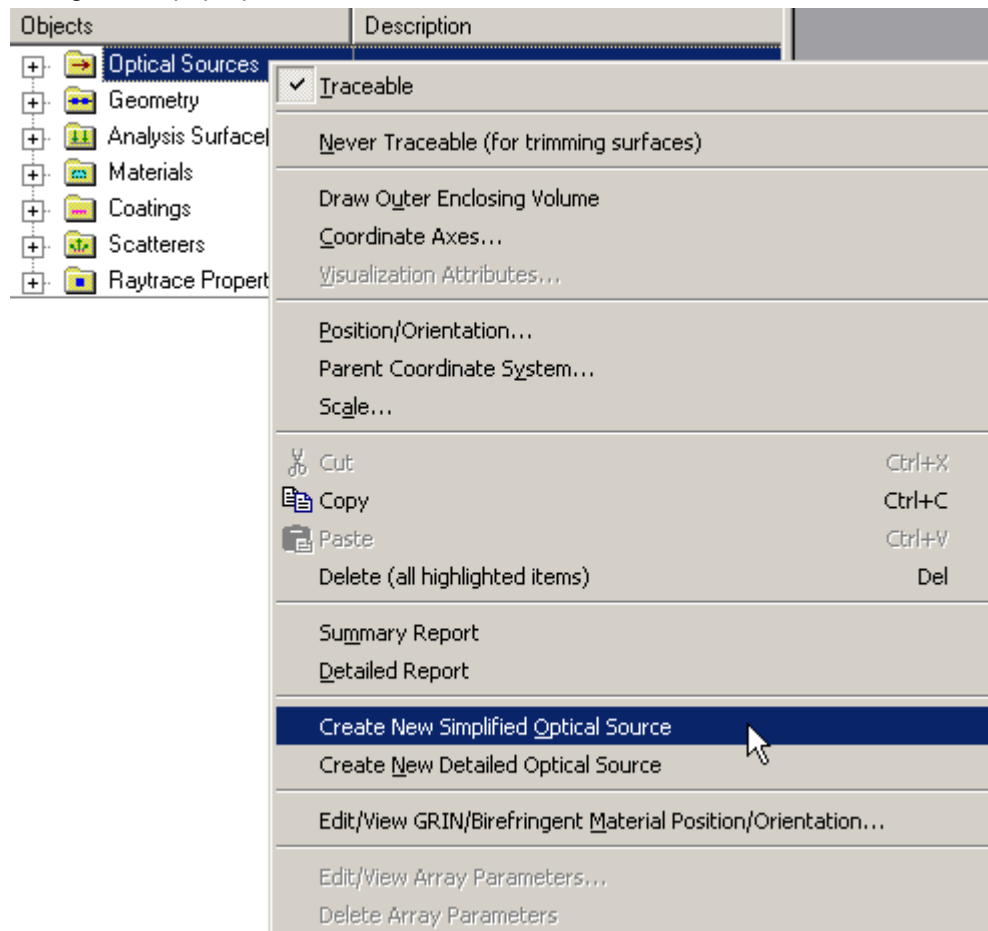 Objects Description
Optical Sources
Geometry
Analysis Surface(
Materials
Coatings
Scatterers
Raytrace Propert
Traceable
Never Traceable (for trimming surfaces)
Draw Outer Enclosing Volume
Coordinate Axes...
Visualization Attributes...
Position/Orientation...
Parent Coordinate System...
Scale...
Cut Ctrl+X
Copy Ctrl+C
Paste Ctrl+V
Delete (all highlighted items) Del
Summary Report
Detailed Report
Create New Simplified Optical Source
Create New Detailed Optical Source
Edit/View GRIN/Birefringent Material Position/Orientation...
Edit/View Array Parameters...
Delete Array Parameters